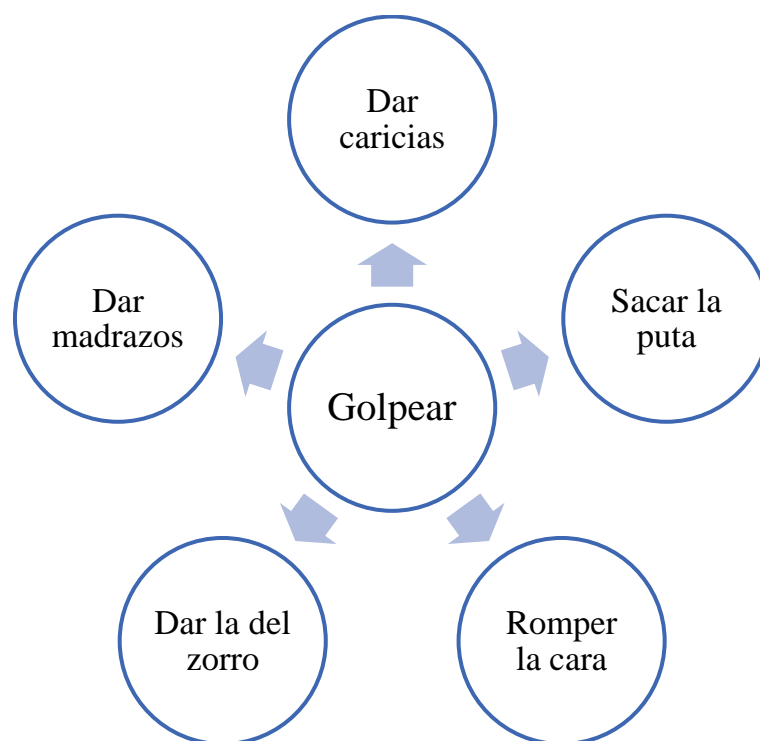 Dar
caricias
Dar
madrazos
Sacar la
puta
Golpear
Dar la del
zorro
Romper
la cara